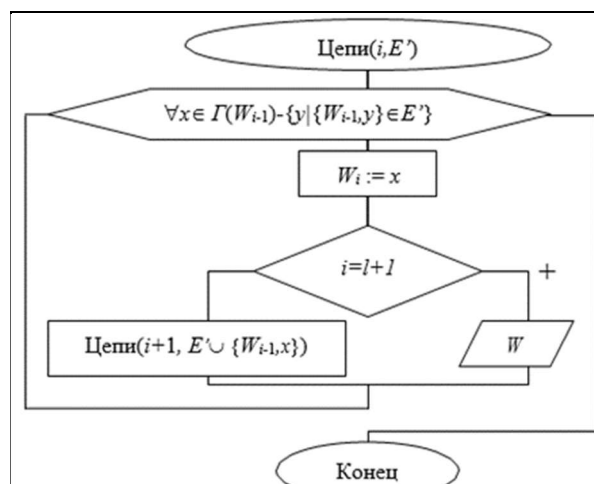 Цепи(i,E’)
∀x∈ Γ(Wi-1)-{y|{Wi-1,y}∈E’}
Wi := x
i=l+1
+
Цепи(i+1, E’∪ {Wi-1,x})
W
Конец